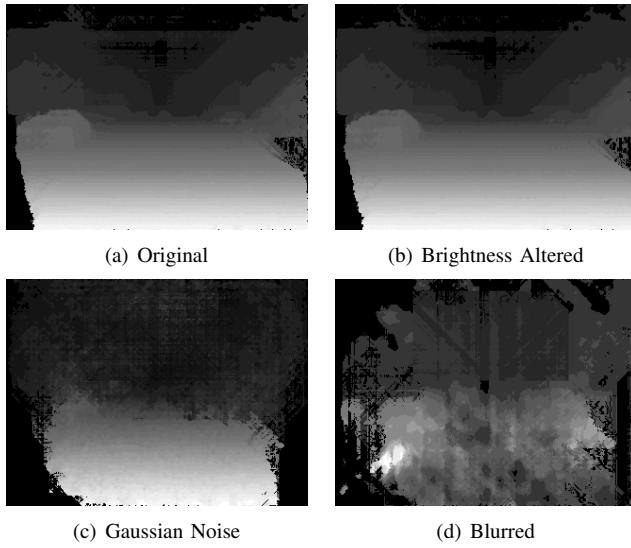 (a) Original
(b) Brightness Altered
(c) Gaussian Noise
(d) Blurred